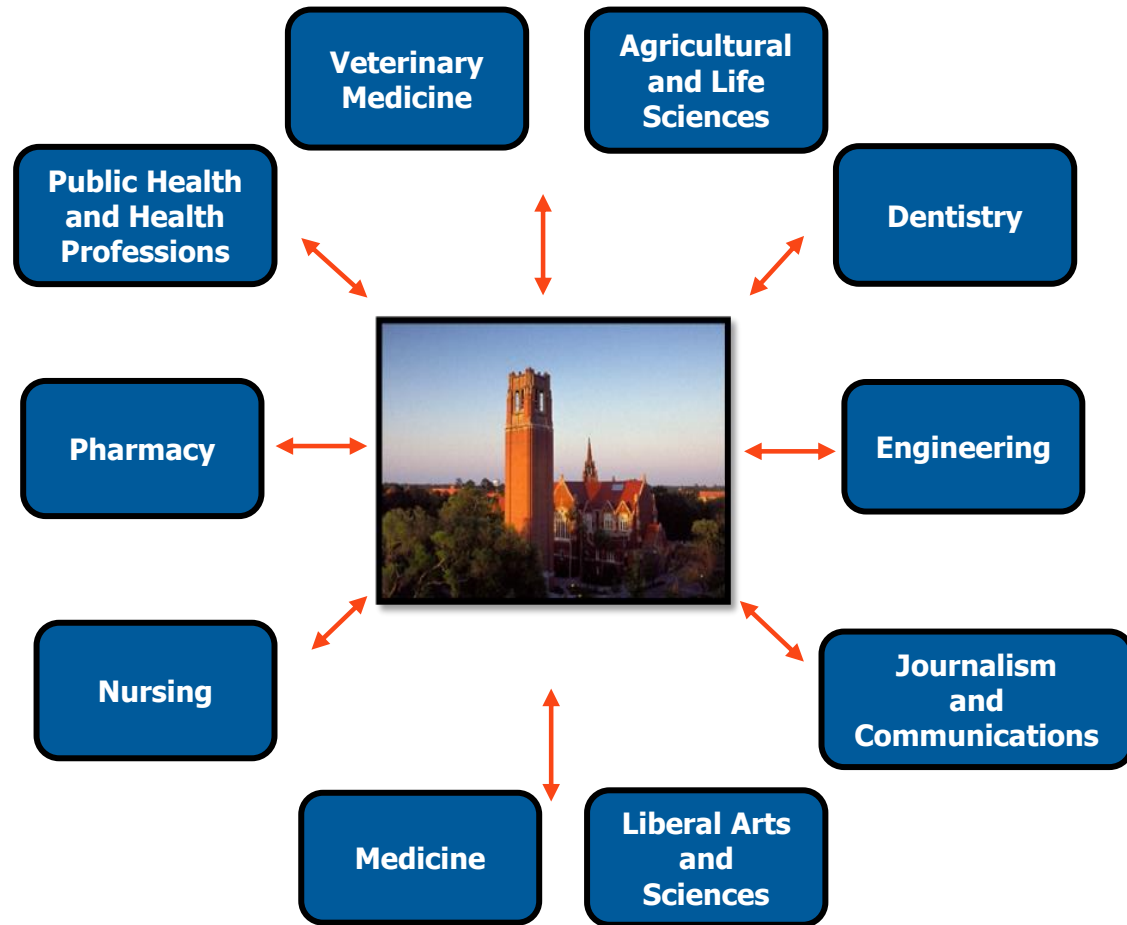 Veterinary
Medicine
Agricultural
and Life
Sciences
Public Health
and Health
Professions
Dentistry
Pharmacy
Engineering
Nursing
Journalism
and
Communications
Medicine
Liberal Arts
and
Sciences